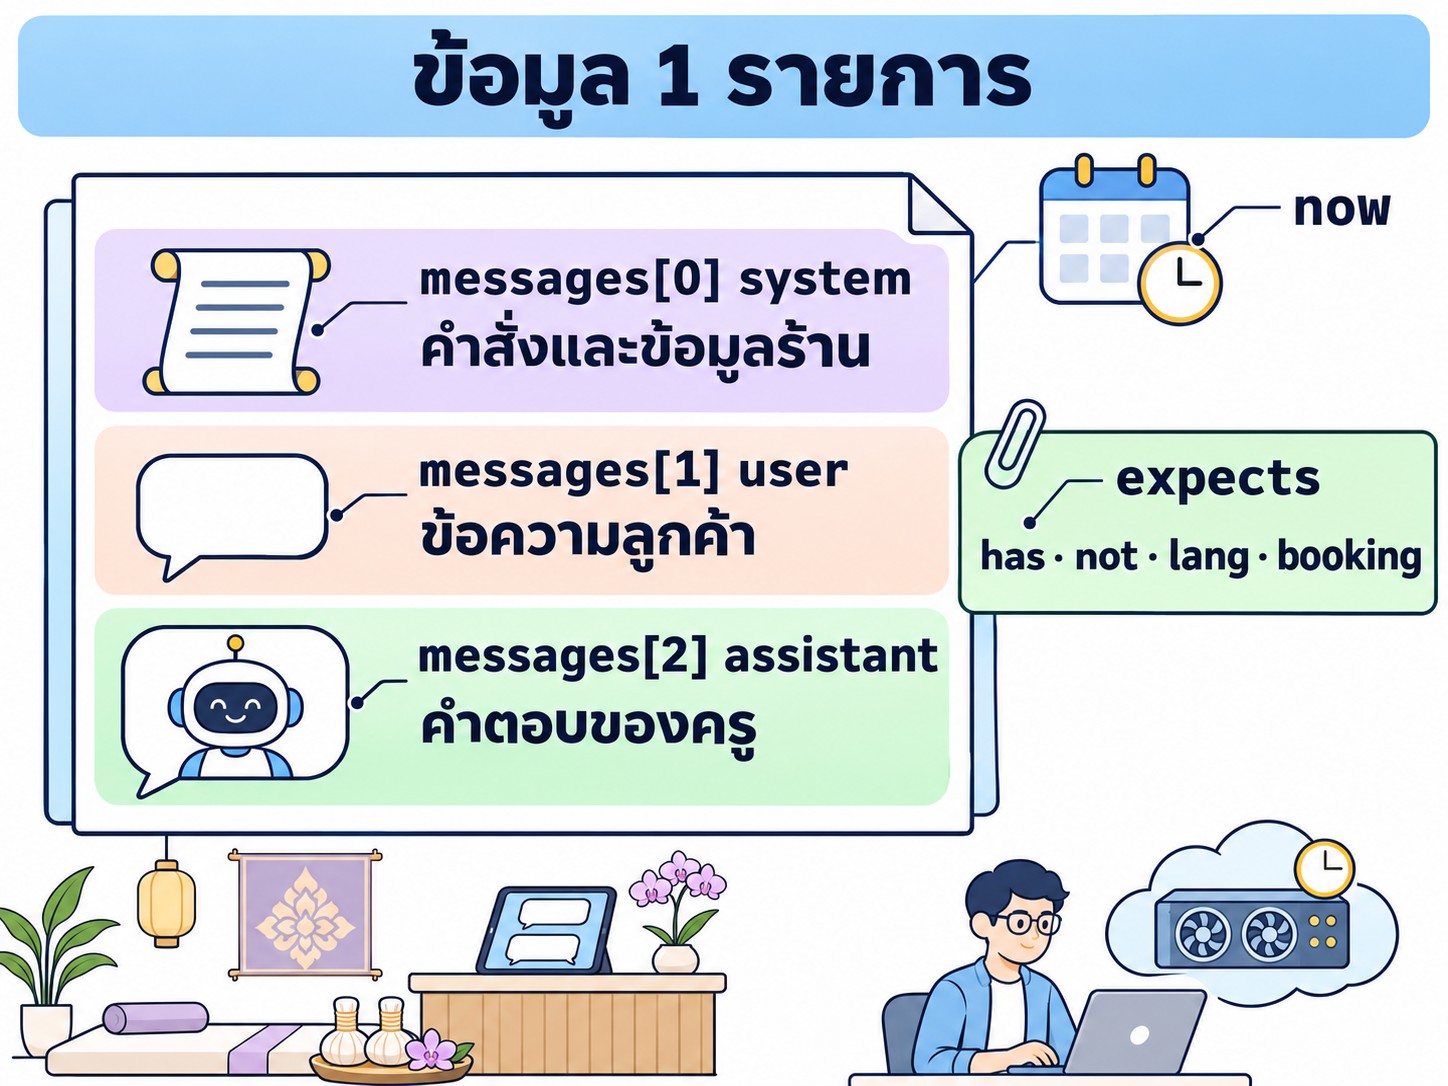 ข้อมูล 1 รายการ
now
messages[0] system
คำสั่งและข้อมูลร้าน
messages[1] user
ข้อความลูกค้า
expects
has · not · lang · booking
messages[2] assistant
คำตอบของครู